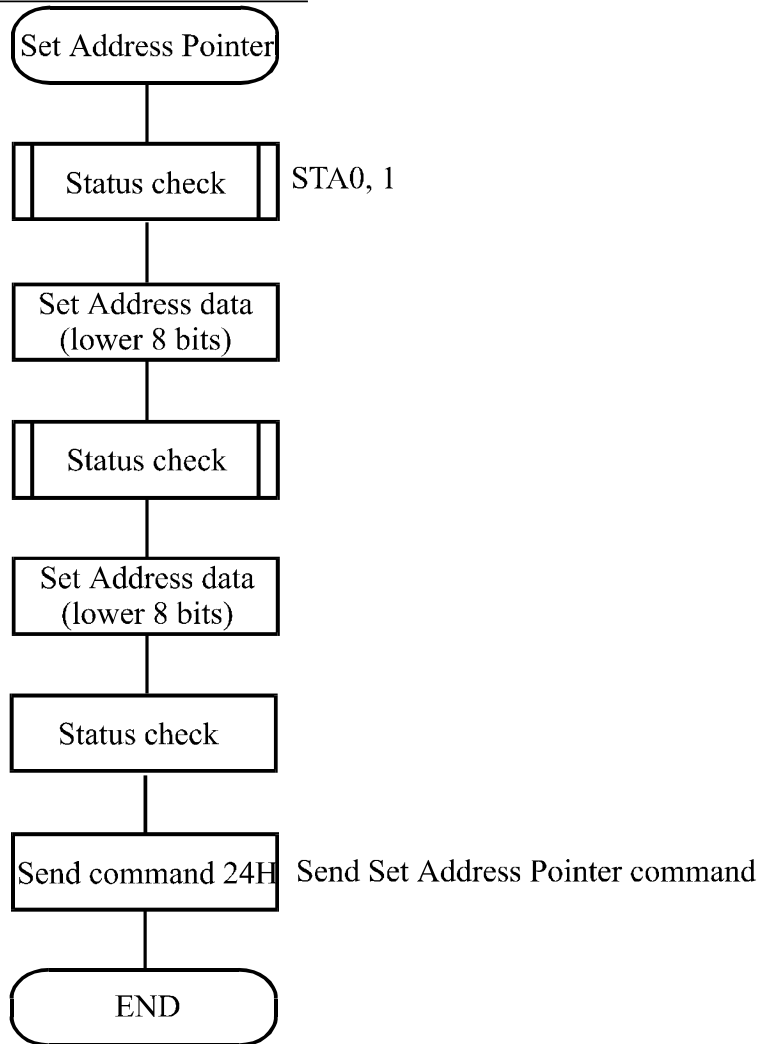 Set Address Pointer
Status check
STA0, 1
Set Address data
(lower 8 bits)
Status check
Set Address data
(lower 8 bits)
Status check
Send command 24H
Send Set Address Pointer command
END